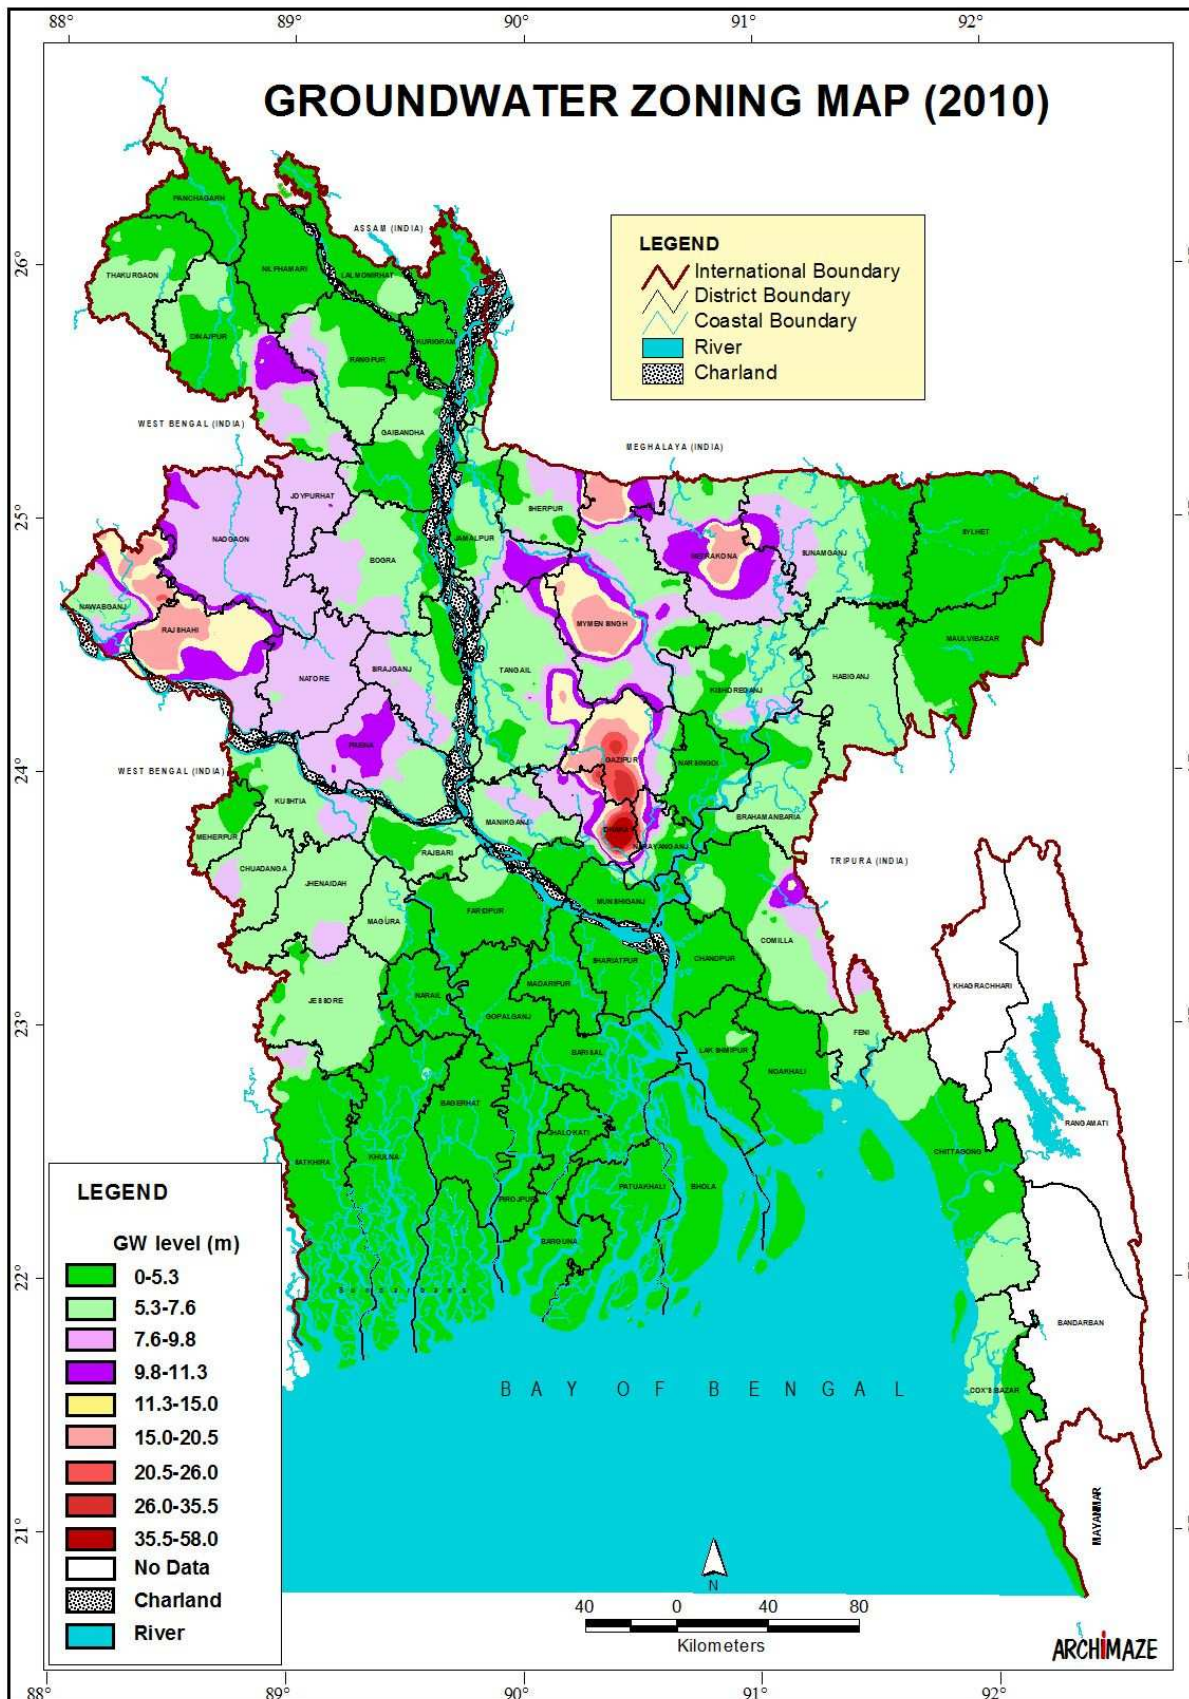 88°
89°
90°
91°
92°
GROUNDWATER ZONING MAP (2010)
PANCHAGARH
ASSAM (INDIA)
LEGEND
International Boundary
District Boundary
Coastal Boundary
River
Charland
26°
THAKURGAON
NILPHAMARI
LALMONIRHAT
DINAJPUR
KURIGRAM
RANGPUR
WEST BENGAL (INDIA)
GAIBANDHA
MEGHALAYA (INDIA)
25°
JOYPURHAT
SHERPUR
NAOGAON
JAMALPUR
BOGRA
NETRAKONA
SUNAMGANJ
SYLHET
NAWABGANJ
RAJSHAHI
MYMENSINGH
MAULVIBAZAR
NATORE
SIRAJGANJ
TANGAIL
KISHOREGANJ
HABIGANJ
24°
WEST BENGAL (INDIA)
PABNA
GAZIPUR
NARSINGDI
KUSHTIA
MEHERPUR
MANIKGANJ
DHAKA
BRAHAMANBARIA
CHUADANGA
RAJBARI
NARAYANGANJ
TRIPURA (INDIA)
JHENAIDAH
MAGURA
FARIDPUR
MUNSHIGANJ
COMILLA
SHARIATPUR
CHANDPUR
23°
JESSORE
NARAIL
MADARIPUR
GOPALGANJ
KHAGRACHHARI
FENI
BARISAL
LAKSHMIPUR
NOAKHALI
BAGERHAT
RANGAMATI
JHALOKATI
CHITTAGONG
SATKHIRA
KHULNA
PIROJPUR
PATUAKHALI
BHOLA
BARGUNA
22°
Sundarbans
BANDARBAN
COX'S BAZAR
BAY OF BENGAL
21°
MAYANMAR
LEGEND
GW level (m)
0-5.3
5.3-7.6
7.6-9.8
9.8-11.3
11.3-15.0
15.0-20.5
20.5-26.0
26.0-35.5
35.5-58.0
No Data
Charland
River
N
40 0 40 80
Kilometers
ARCHiMAZE
88°
89°
90°
91°
92°